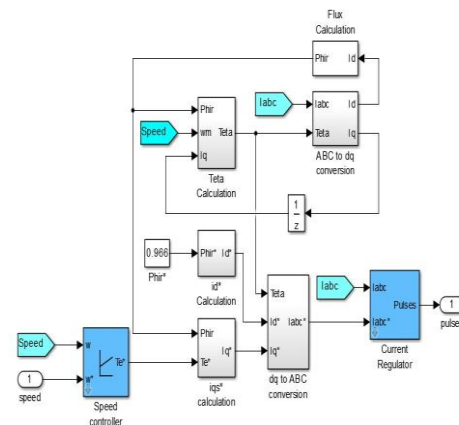 Flux
Calculation
Phir Id
Iabc
Iabc Id
Phir
Speed
wm Teta
Teta Iq
Iq
ABC to dq
conversion
Teta
Calculation
1
z
0.966
Phir*
Phir* Id*
id*
Calculation
Teta
Iabc
Iabc
Id* Iabc*
Pulses
1
pulse
Iabc*
Speed
w
Te*
w*
1
speed
Speed
controller
Phir
Iq*
Te*
iqs*
calculation
Iq*
dq to ABC
conversion
Current
Regulator